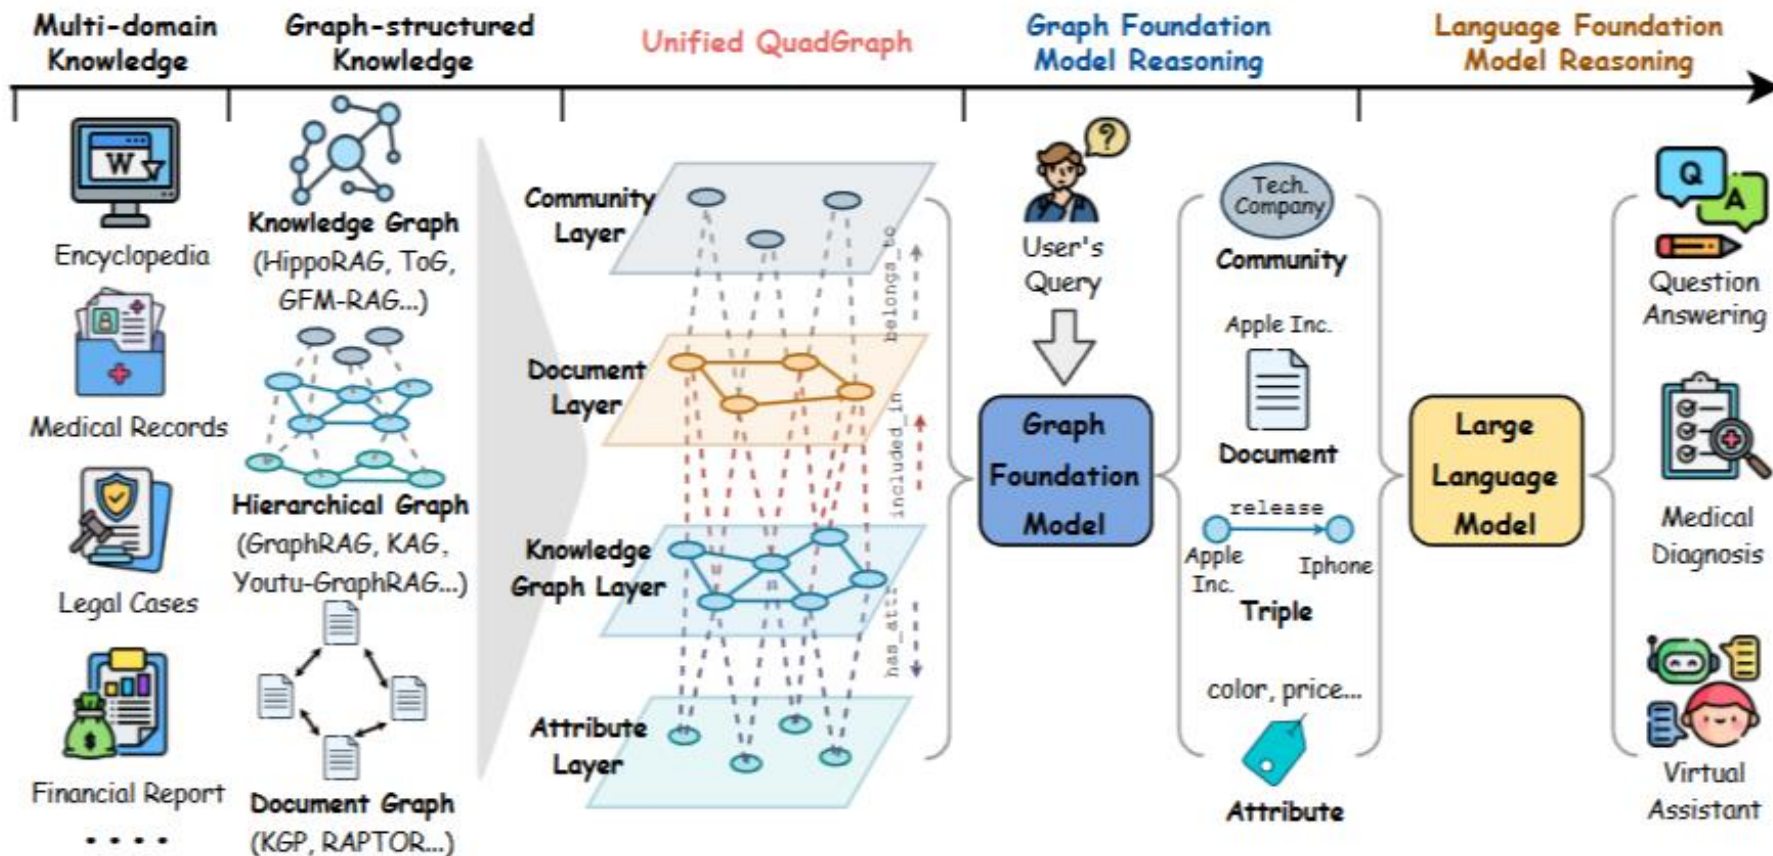 Multi-domain
Knowledge
Graph-structured
Knowledge
Unified QuadGraph
Graph Foundation
Model Reasoning
Language Foundation
Model Reasoning
W
Encyclopedia
Medical Records
Legal Cases
$
Financial Report
....
Knowledge Graph
(HippoRAG, ToG,
GFM-RAG...)
Hierarchical Graph
(GraphRAG, KAG,
Youtu-GraphRAG...)
Document Graph
(KGP, RAPTOR...)
Community
Layer
belongs_to
Document
Layer
included_in
Knowledge
Graph Layer
has_att
Attribute
Layer
?
User's
Query
Graph
Foundation
Model
Tech.
Company
Community
Apple Inc.
Document
release
Apple
Inc.
Iphone
Triple
color, price...
Attribute
Large
Language
Model
Q
A
Question
Answering
Medical
Diagnosis
Virtual
Assistant